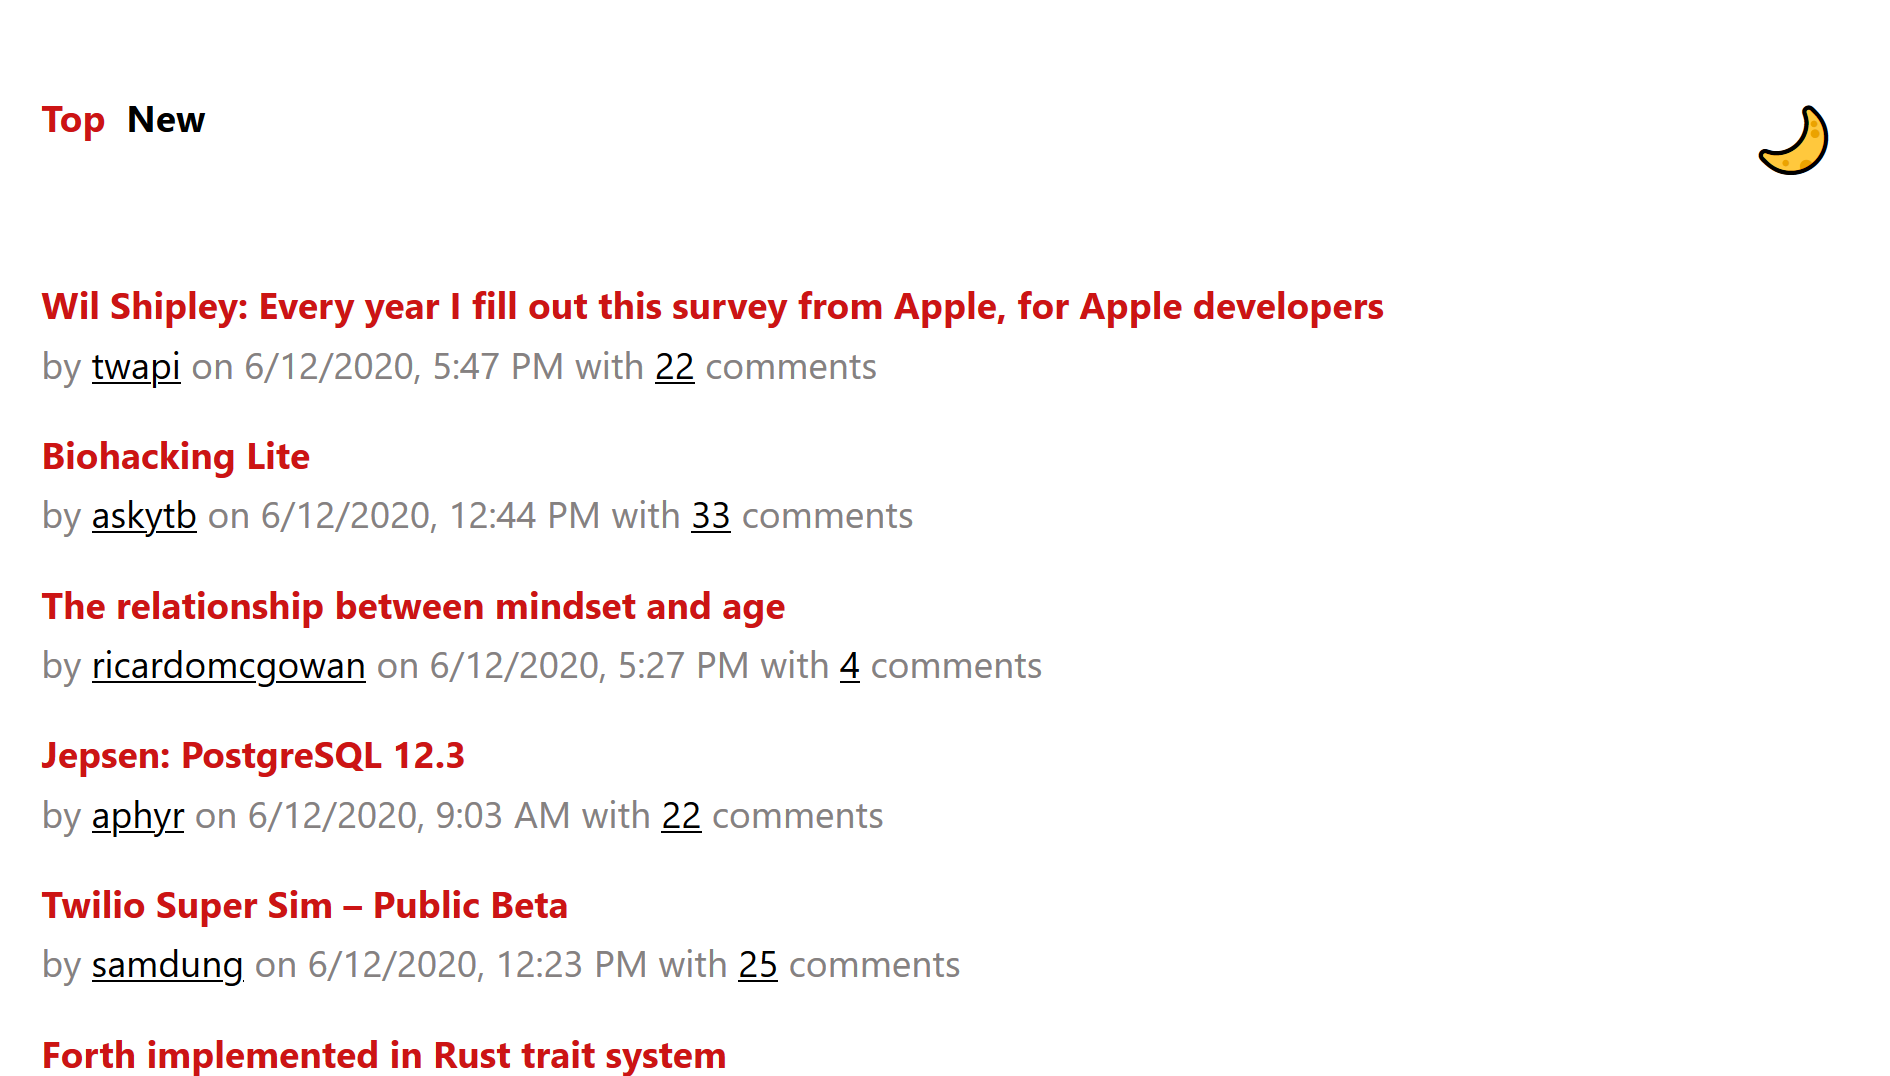 Top New
Wil Shipley: Every year I fill out this survey from Apple, for Apple developers
by twapi on 6/12/2020, 5:47 PM with 22 comments
Biohacking Lite
by askytb on 6/12/2020, 12:44 PM with 33 comments
The relationship between mindset and age
by ricardomcgowan on 6/12/2020, 5:27 PM with 4 comments
Jepsen: PostgreSQL 12.3
by aphyr on 6/12/2020, 9:03 AM with 22 comments
Twilio Super Sim – Public Beta
by samdung on 6/12/2020, 12:23 PM with 25 comments
Forth implemented in Rust trait system